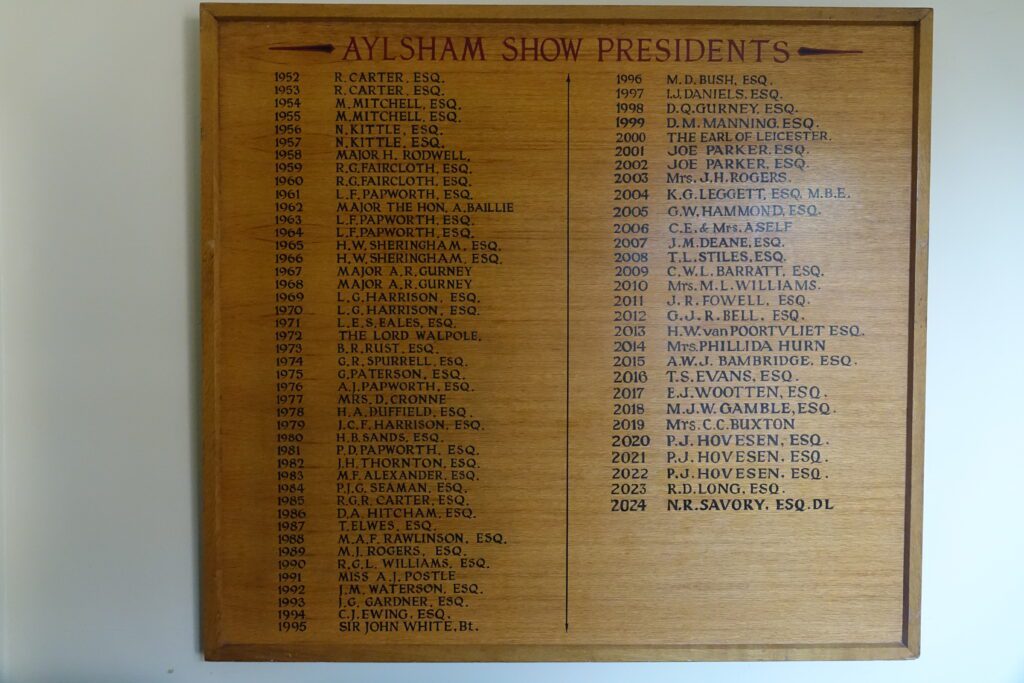 AYLSHAM SHOW PRESIDENTS
1952 R. CARTER, ESQ.
1953 R. CARTER, ESQ.
1954 M. MITCHELL, ESQ.
1955 M. MITCHELL, ESQ.
1956 N. KITTLE, ESQ.
1957 N. KITTLE, ESQ.
1958 MAJOR H. RODWELL,
1959 R.G. FAIRCLOTH, ESQ.
1960 R.G. FAIRCLOTH, ESQ.
1961 L.F. PAPWORTH, ESQ.
1962 MAJOR THE HON. A. BAILLIE
1963 L.F. PAPWORTH, ESQ.
1964 L.F. PAPWORTH, ESQ.
1965 H.W. SHERINGHAM, ESQ.
1966 H.W. SHERINGHAM, ESQ.
1967 MAJOR A.R. GURNEY
1968 MAJOR A.R. GURNEY
1969 L.G. HARRISON, ESQ.
1970 L.G. HARRISON, ESQ.
1971 L.E.S. EALES, ESQ.
1972 THE LORD WALPOLE,
1973 B.R. RUST, ESQ.
1974 G.R. SPURRELL, ESQ.
1975 G. PATERSON, ESQ.
1976 A.J. PAPWORTH, ESQ.
1977 MRS. D. CRONNE
1978 H.A. DUFFIELD, ESQ.
1979 J.C.F. HARRISON, ESQ.
1980 H.B. SANDS, ESQ.
1981 P.D. PAPWORTH, ESQ.
1982 J.H. THORNTON, ESQ.
1983 M.F. ALEXANDER, ESQ.
1984 P.J.G. SEAMAN, ESQ.
1985 R.G.R. CARTER, ESQ.
1986 D.A. HITCHAM, ESQ.
1987 T. ELWES, ESQ.
1988 M.A.F. RAWLINSON, ESQ.
1989 M.J. ROGERS, ESQ.
1990 R.G.L. WILLIAMS, ESQ.
1991 MISS A.J. POSTLE
1992 J.M. WATERSON, ESQ.
1993 J.G. GARDNER, ESQ.
1994 C.J. EWING, ESQ.
1995 SIR JOHN WHITE, Bt.
1996 M.D. BUSH, ESQ.
1997 I.J. DANIELS, ESQ.
1998 D.Q. GURNEY, ESQ.
1999 D.M. MANNING, ESQ.
2000 THE EARL OF LEICESTER.
2001 JOE PARKER, ESQ.
2002 JOE PARKER, ESQ.
2003 Mrs. J.H. ROGERS.
2004 K.G. LEGGETT, ESQ, M.B.E.
2005 G.W. HAMMOND, ESQ.
2006 C.E. & Mrs. A SELF
2007 J.M. DEANE, ESQ.
2008 T.L. STILES, ESQ.
2009 C.W.L. BARRATT, ESQ.
2010 Mrs. M.L. WILLIAMS.
2011 J.R. FOWELL, ESQ.
2012 G.J.R. BELL, ESQ.
2013 H.W. van POORTVLIET ESQ.
2014 Mrs. PHILLIDA HURN
2015 A.W.J. BAMBRIDGE, ESQ.
2016 T.S. EVANS, ESQ.
2017 E.J. WOOTTEN, ESQ.
2018 M.J.W. GAMBLE, ESQ.
2019 Mrs. C.C. BUXTON
2020 P.J. HOVESEN, ESQ.
2021 P.J. HOVESEN, ESQ.
2022 P.J. HOVESEN, ESQ.
2023 R.D. LONG, ESQ.
2024 N.R. SAVORY, ESQ. DL